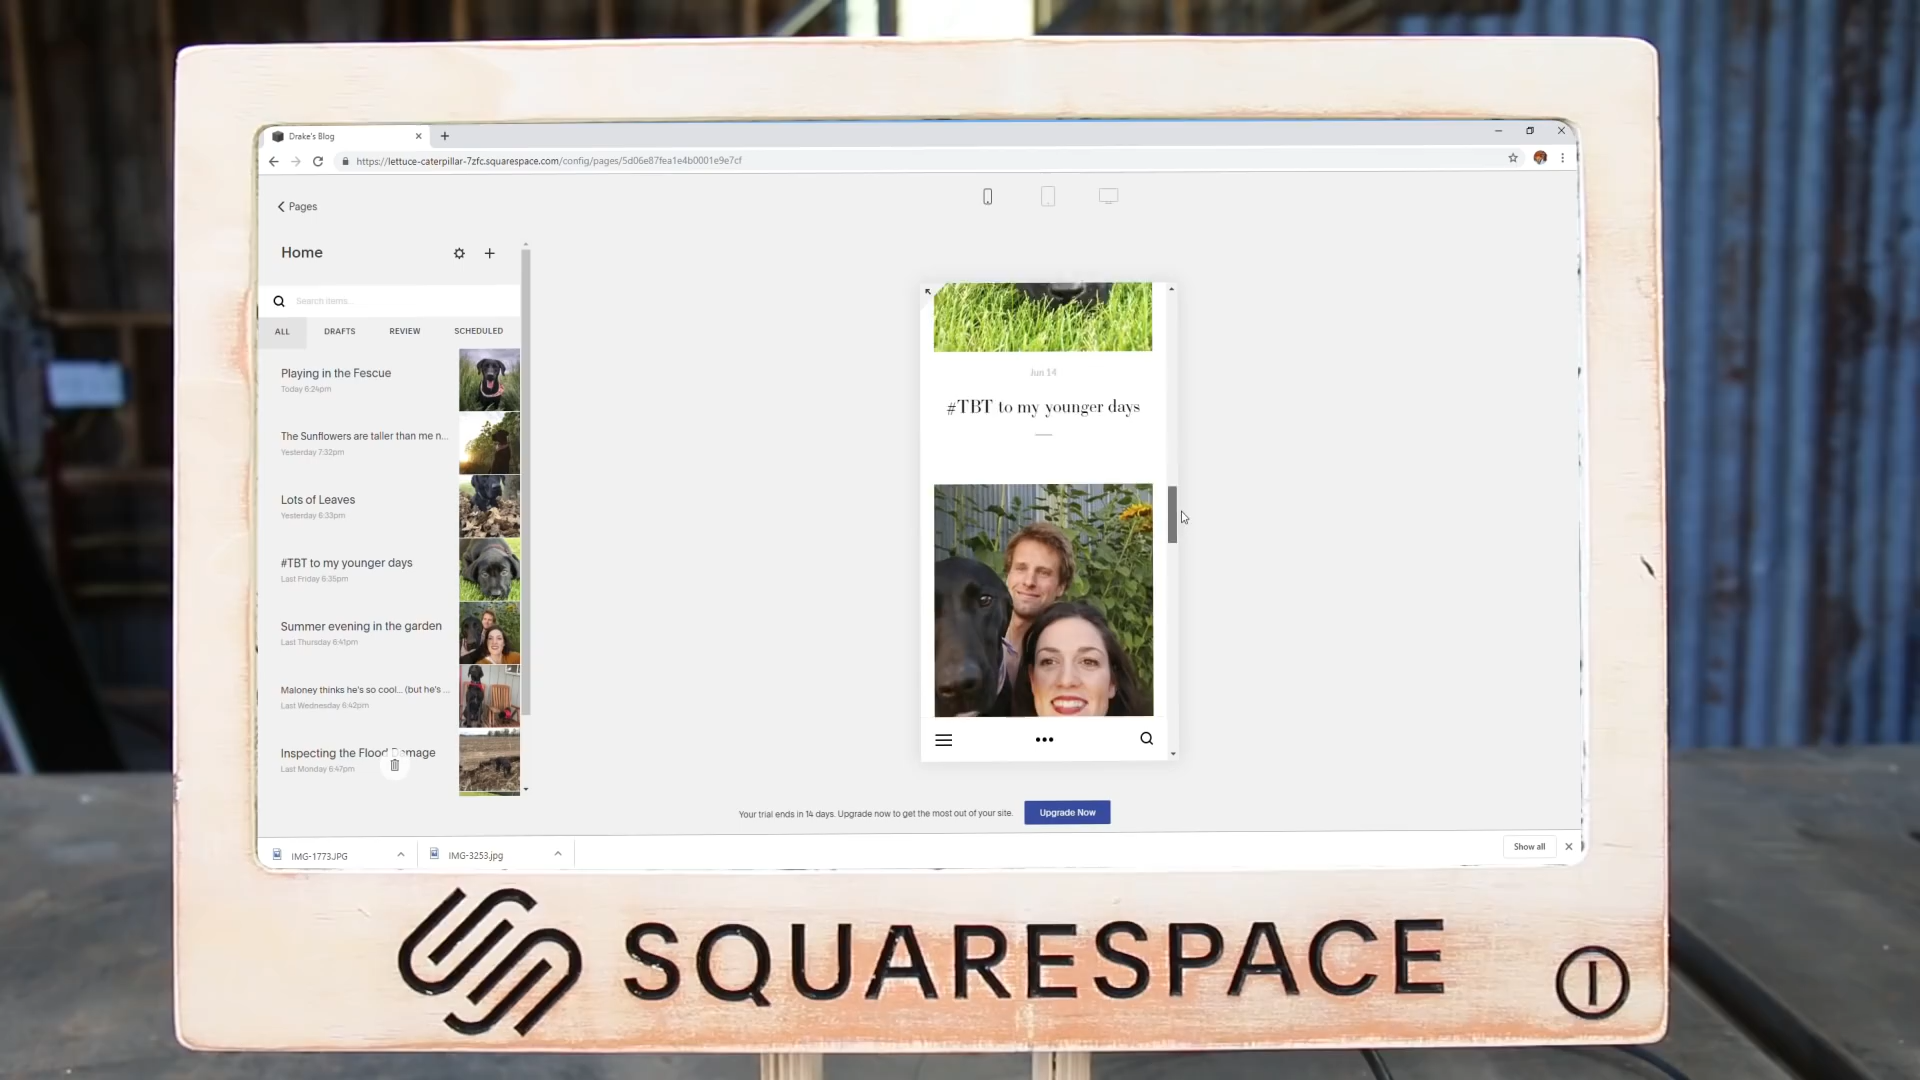 Drake's Blog
https://lettuce-caterpillar-7zfc.squarespace.com/config/pages/5d06e87fea1e4b0001e9e7cf
Pages
Home
Search items...
ALL DRAFTS REVIEW SCHEDULED
Playing in the Fescue
Today 6:24pm
The Sunflowers are taller than me n...
Yesterday 7:32pm
Lots of Leaves
Yesterday 6:33pm
#TBT to my younger days
Last Friday 6:35pm
Summer evening in the garden
Last Thursday 6:41pm
Maloney thinks he's so cool... (but he's ...
Last Wednesday 6:42pm
Inspecting the Flood Damage
Last Monday 6:47pm
Jun 14
#TBT to my younger days
Your trial ends in 14 days. Upgrade now to get the most out of your site.
Upgrade Now
IMG-1773.JPG
IMG-3253.jpg
Show all
SQUARESPACE